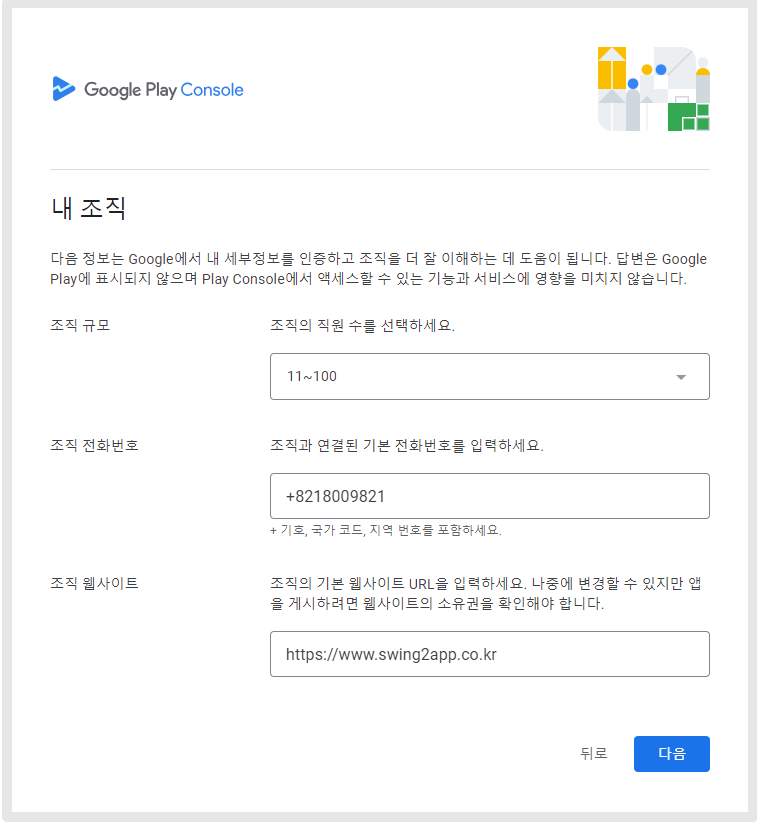 Google Play Console
내 조직
다음 정보는 Google에서 내 세부정보를 인증하고 조직을 더 잘 이해하는 데 도움이 됩니다. 답변은 Google
Play에 표시되지 않으며 Play Console에서 액세스할 수 있는 기능과 서비스에 영향을 미치지 않습니다.
조직 규모
조직의 직원 수를 선택하세요.
11~100
조직 전화번호
조직과 연결된 기본 전화번호를 입력하세요.
+8218009821
+ 기호, 국가 코드, 지역 번호를 포함하세요.
조직 웹사이트
조직의 기본 웹사이트 URL을 입력하세요. 나중에 변경할 수 있지만 앱
을 게시하려면 웹사이트의 소유권을 확인해야 합니다.
https://www.swing2app.co.kr
뒤로
다음